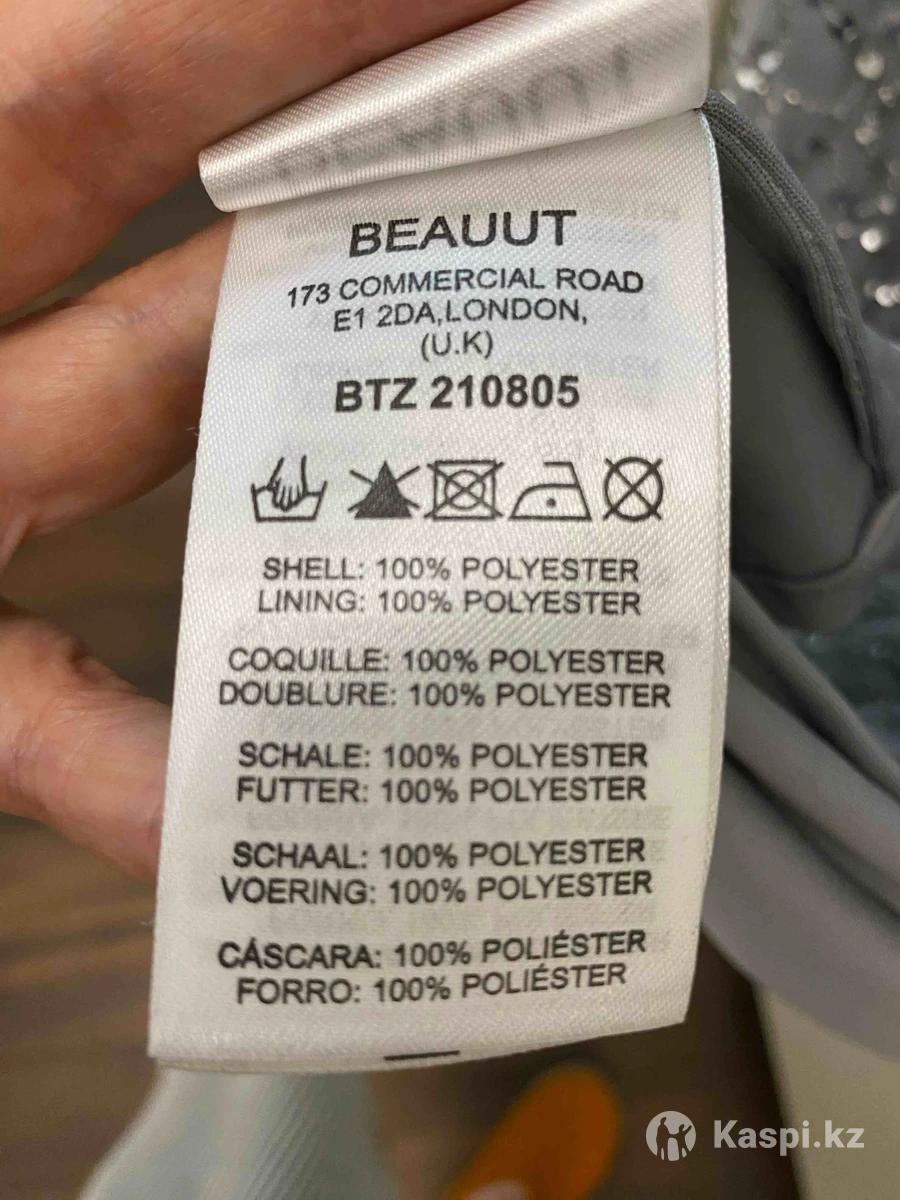 BEAUUT
173 COMMERCIAL ROAD
E1 2DA,LONDON,
(U.K)
BTZ 210805
SHELL: 100% POLYESTER
LINING: 100% POLYESTER
COQUILLE: 100% POLYESTER
DOUBLURE: 100% POLYESTER
SCHALE: 100% POLYESTER
FUTTER: 100% POLYESTER
SCHAAL: 100% POLYESTER
VOERING: 100% POLYESTER
CÁSCARA: 100% POLIÉSTER
FORRO: 100% POLIÉSTER
Kaspi.kz